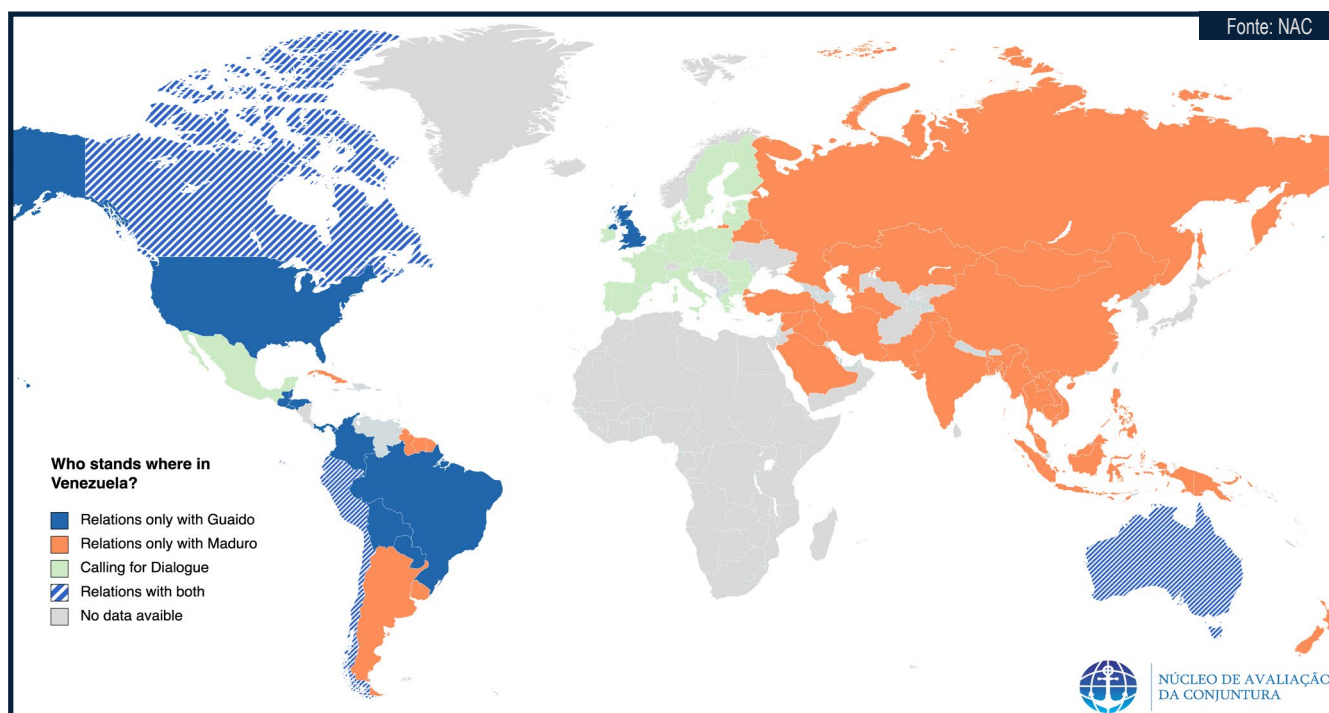 Fonte: NAC
Who stands where in
Venezuela?
Relations only with Guaido
Relations only with Maduro
Calling for Dialogue
Relations with both
No data avaible
NÚCLEO DE AVALIAÇÃO
DA CONJUNTURA